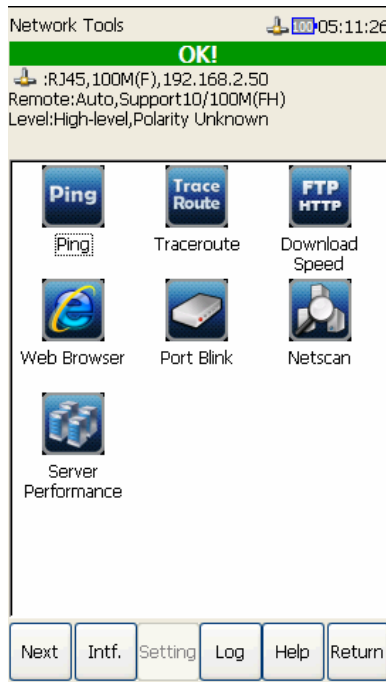 Network Tools 100 05:11:26
OK!
:RJ45,100M(F),192.168.2.50
Remote:Auto,Support10/100M(FH)
Level:High-level,Polarity Unknown
Ping Trace Route FTP HTTP
Ping Traceroute Download Speed
Web Browser Port Blink Netscan
Server Performance
Next Intf. Setting Log Help Return